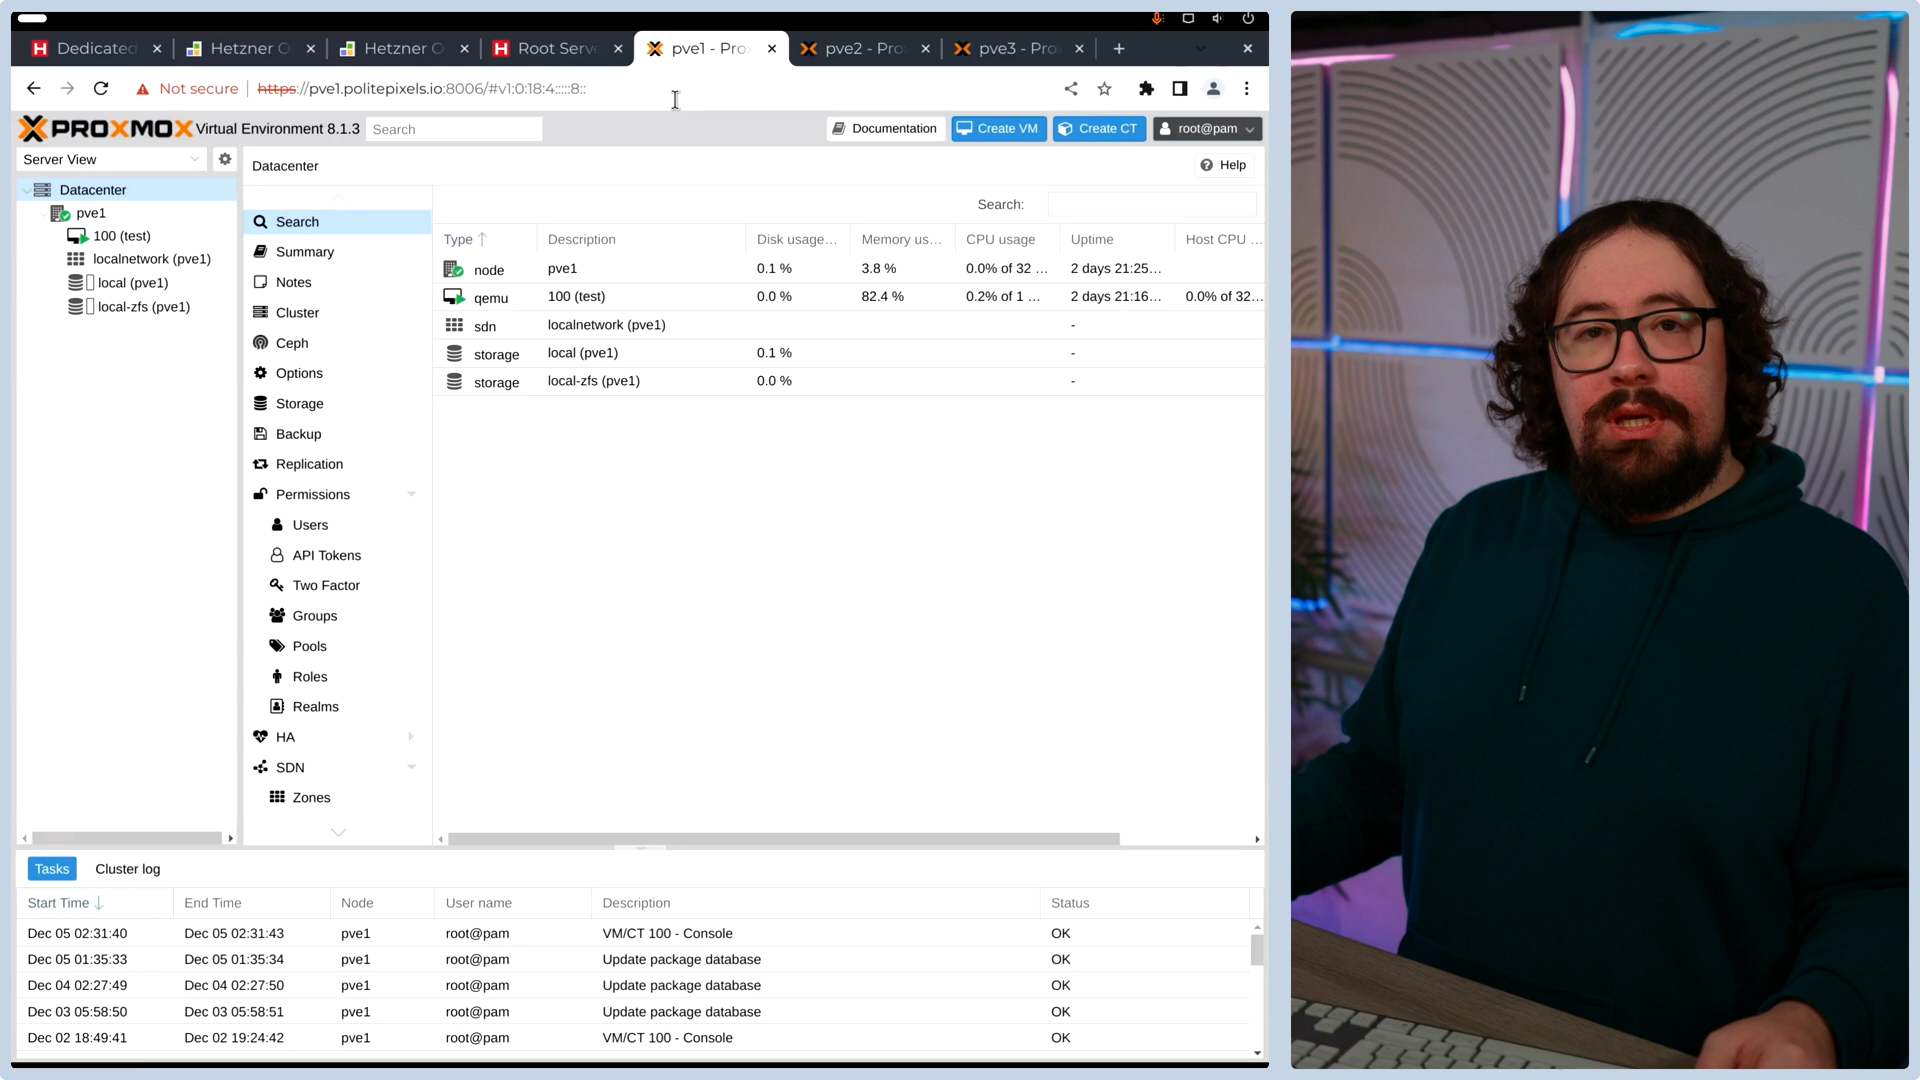 Dedicated
Hetzner O
Hetzner O
Root Serve
pve1 - Pro
pve2 - Pro
pve3 - Pro
Not secure
https://pve1.politepixels.io:8006/#v1:0:18:4:::::8::
PROXMOX Virtual Environment 8.1.3
Search
Documentation
Create VM
Create CT
root@pam
Server View
Datacenter
pve1
100 (test)
localnetwork (pve1)
local (pve1)
local-zfs (pve1)
Datacenter
Help
Search
Summary
Notes
Cluster
Ceph
Options
Storage
Backup
Replication
Permissions
Users
API Tokens
Two Factor
Groups
Pools
Roles
Realms
HA
SDN
Zones
Search:
Type Description Disk usage... Memory us... CPU usage Uptime Host CPU ...
node pve1 0.1 % 3.8 % 0.0% of 32 ... 2 days 21:25...
qemu 100 (test) 0.0 % 82.4 % 0.2% of 1 ... 2 days 21:16... 0.0% of 32...
sdn localnetwork (pve1) -
storage local (pve1) 0.1 % -
storage local-zfs (pve1) 0.0 % -
Tasks Cluster log
Start Time End Time Node User name Description Status
Dec 05 02:31:40 Dec 05 02:31:43 pve1 root@pam VM/CT 100 - Console OK
Dec 05 01:35:33 Dec 05 01:35:34 pve1 root@pam Update package database OK
Dec 04 02:27:49 Dec 04 02:27:50 pve1 root@pam Update package database OK
Dec 03 05:58:50 Dec 03 05:58:51 pve1 root@pam Update package database OK
Dec 02 18:49:41 Dec 02 19:24:42 pve1 root@pam VM/CT 100 - Console OK